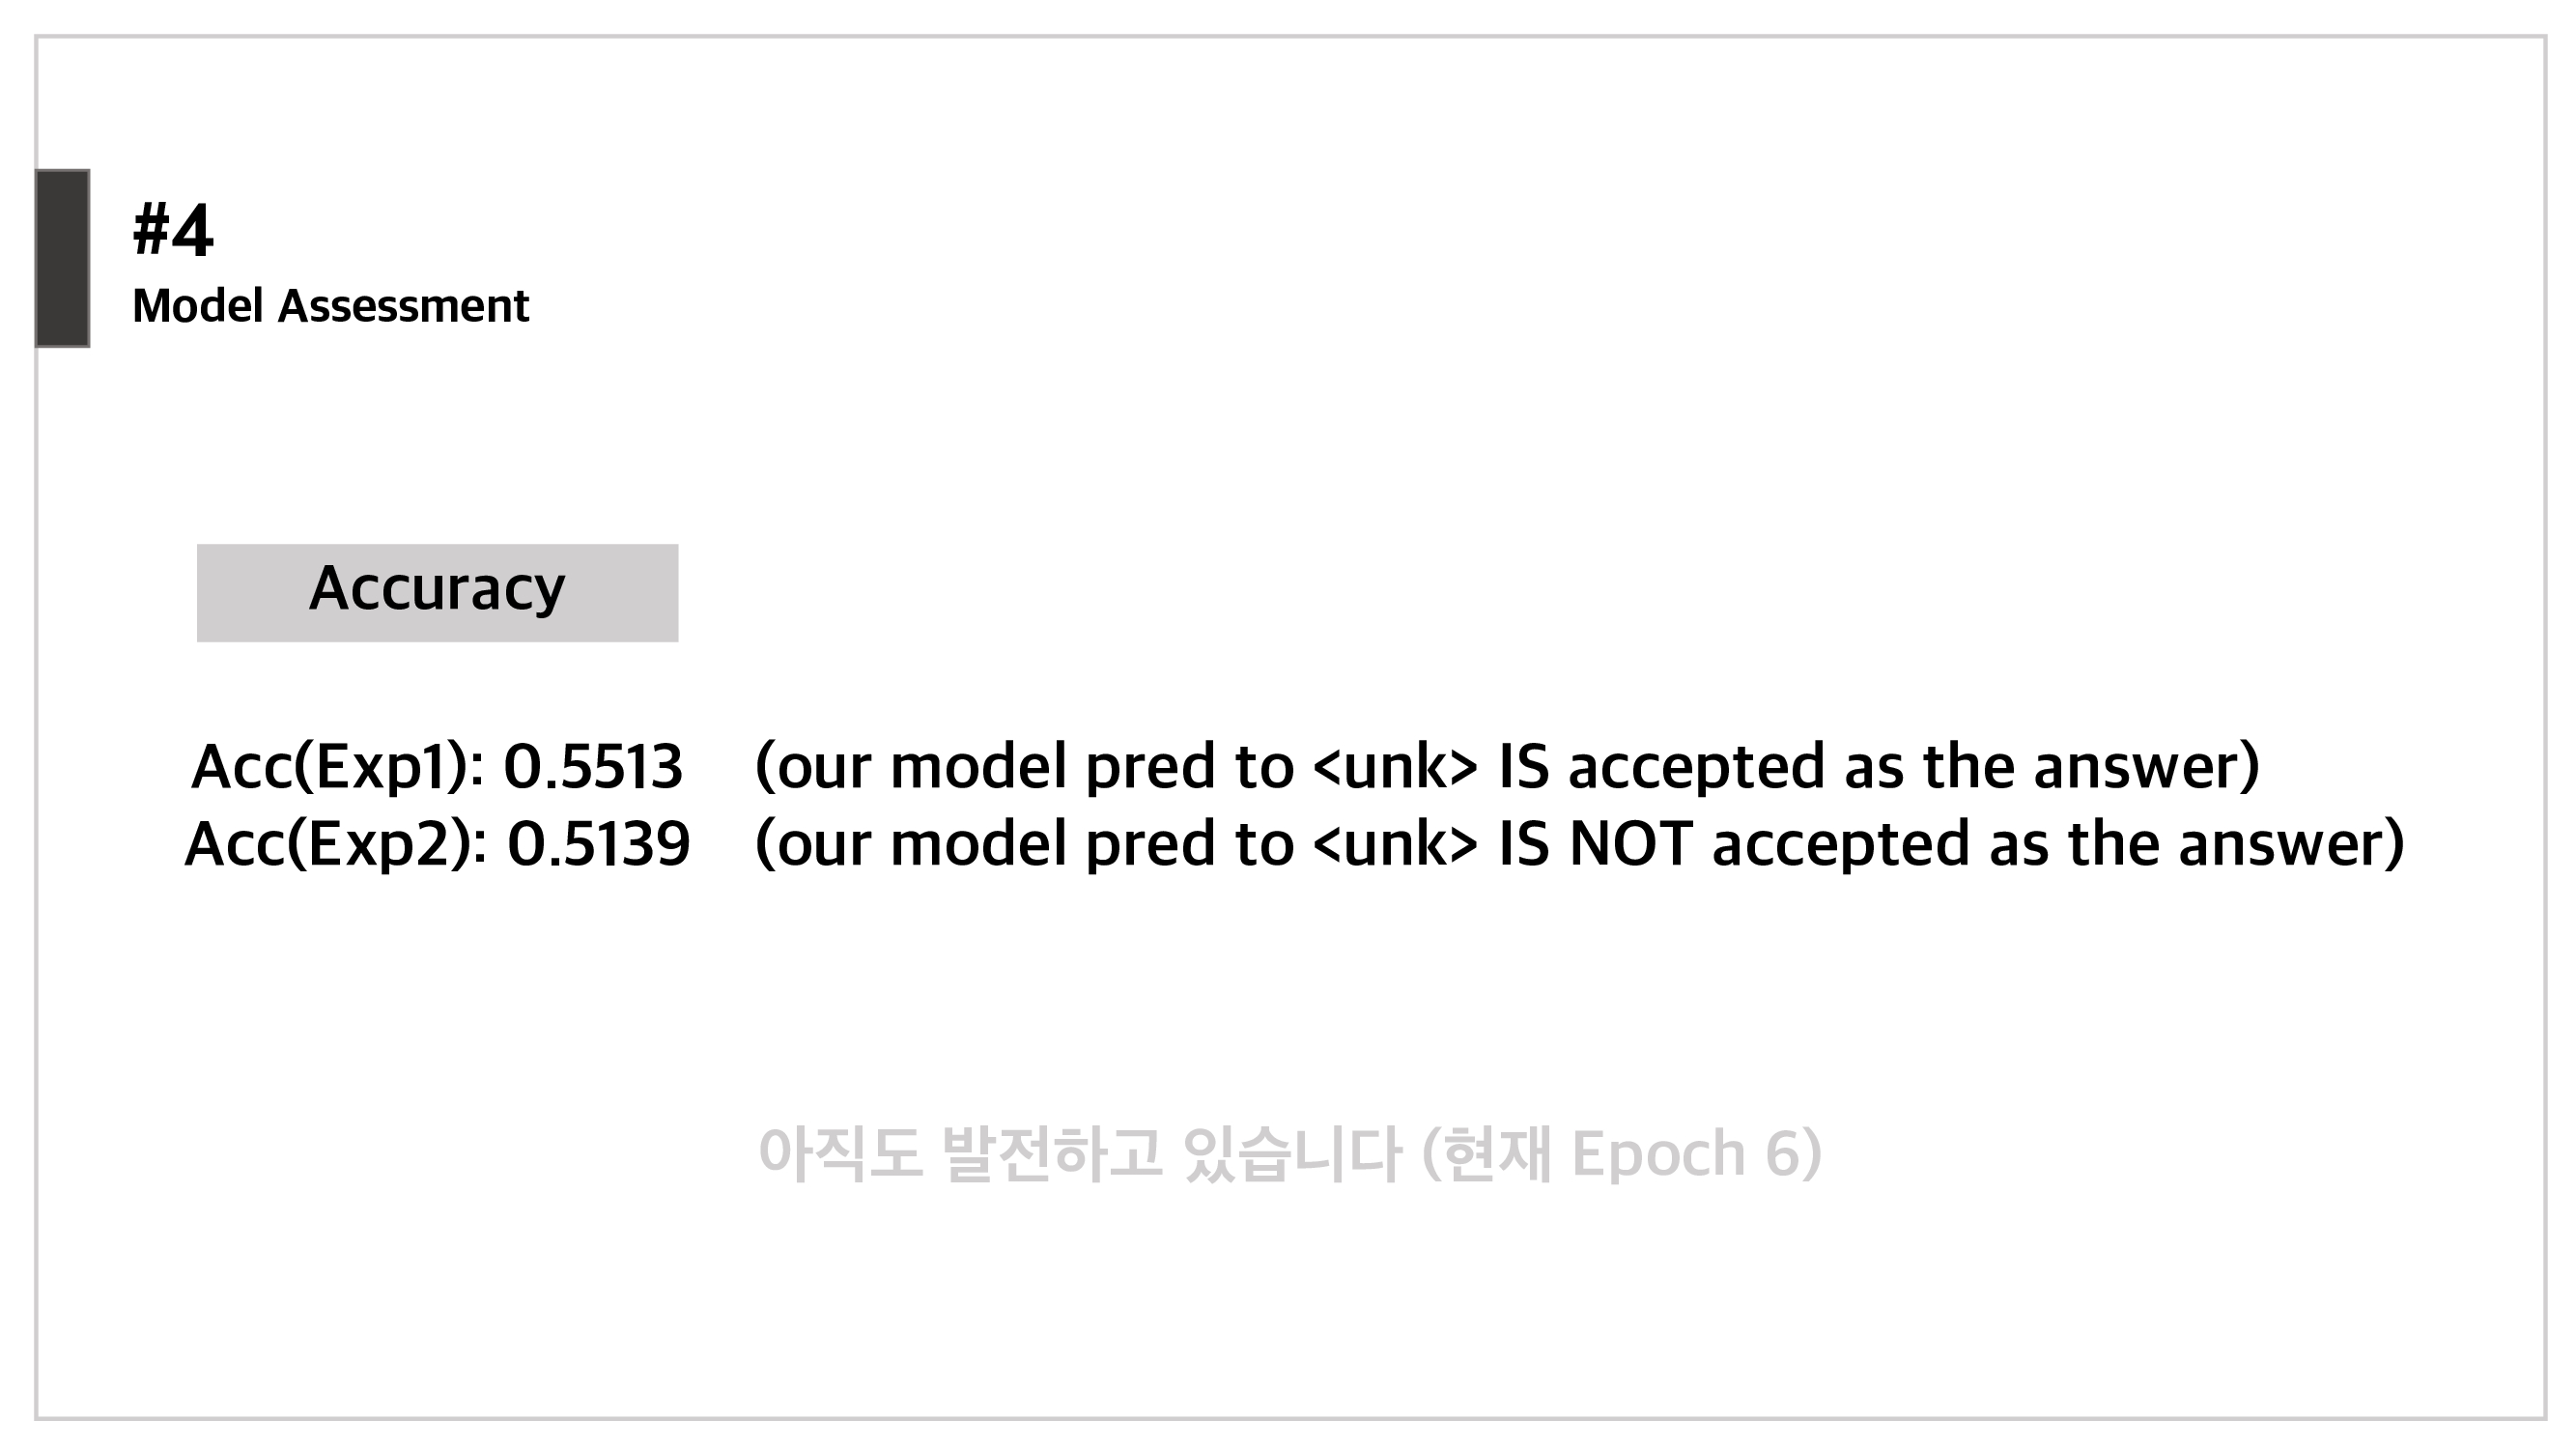 #4
Model Assessment
Accuracy
Acc(Exp1): 0.5513 (our model pred to <unk> IS accepted as the answer)
Acc(Exp2): 0.5139 (our model pred to <unk> IS NOT accepted as the answer)
아직도 발전하고 있습니다 (현재 Epoch 6)